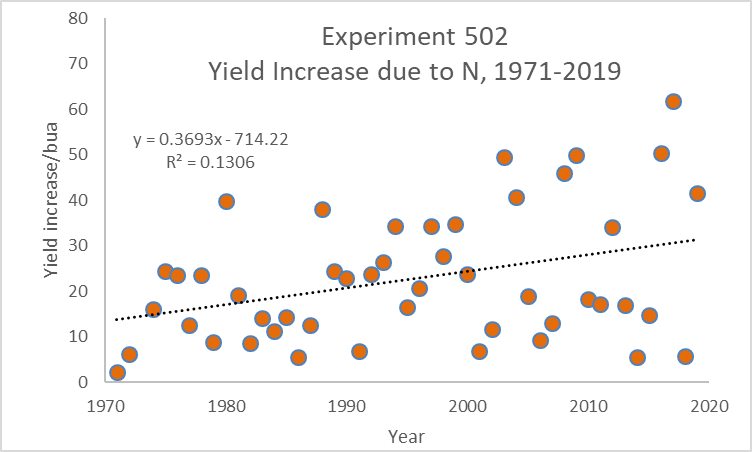 Experiment 502
Yield Increase due to N, 1971-2019
y = 0.3693x - 714.22
R² = 0.1306
Yield increase/bua
80
70
60
50
40
30
20
10
0
1970 1980 1990 2000 2010 2020
Year